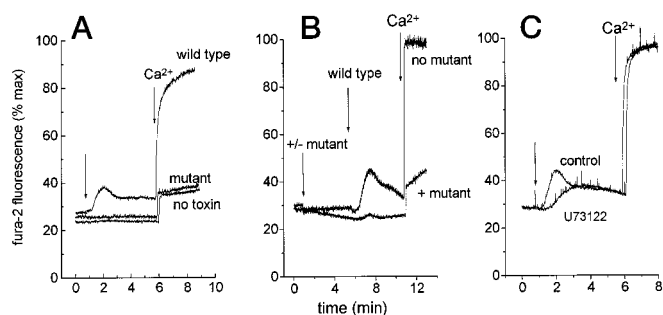 A
B
C
fura-2 fluorescence (% max)
100
80
60
40
20
0
wild type
Ca2+
mutant
no toxin
0 2 4 6 8 10
100
80
60
40
20
0
Ca2+
wild type
no mutant
+/- mutant
+ mutant
0 2 4 6 8 10 12 14
time (min)
100
80
60
40
20
0
Ca2+
control
U73122
0 2 4 6 8